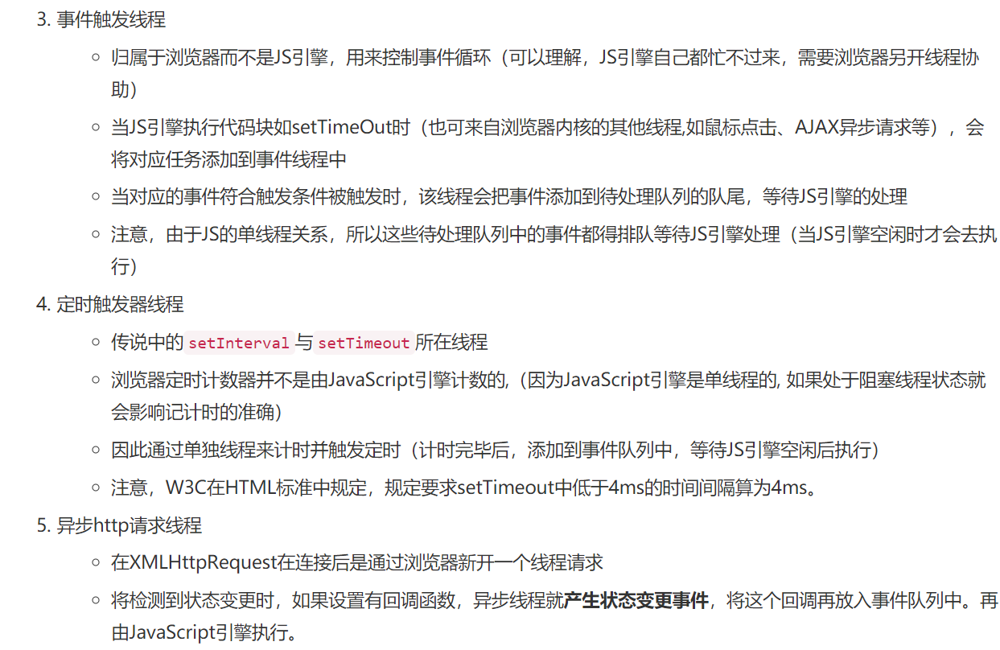 3. 事件触发线程
○ 归属于浏览器而不是JS引擎，用来控制事件循环（可以理解，JS引擎自己都忙不过来，需要浏览器另开线程协
助）
○ 当JS引擎执行代码块如setTimeOut时（也可来自浏览器内核的其他线程,如鼠标点击、AJAX异步请求等），会
将对应任务添加到事件线程中
○ 当对应的事件符合触发条件被触发时，该线程会把事件添加到待处理队列的队尾，等待JS引擎的处理
○ 注意，由于JS的单线程关系，所以这些待处理队列中的事件都得排队等待JS引擎处理（当JS引擎空闲时才会去执
行）
4. 定时触发器线程
○ 传说中的setInterval与setTimeout所在线程
○ 浏览器定时计数器并不是由JavaScript引擎计数的,（因为JavaScript引擎是单线程的, 如果处于阻塞线程状态就
会影响记计时的准确）
○ 因此通过单独线程来计时并触发定时（计时完毕后，添加到事件队列中，等待JS引擎空闲后执行）
○ 注意，W3C在HTML标准中规定，规定要求setTimeout中低于4ms的时间间隔算为4ms。
5. 异步http请求线程
○ 在XMLHttpRequest在连接后是通过浏览器新开一个线程请求
○ 将检测到状态变更时，如果设置有回调函数，异步线程就产生状态变更事件，将这个回调再放入事件队列中。再
由JavaScript引擎执行。